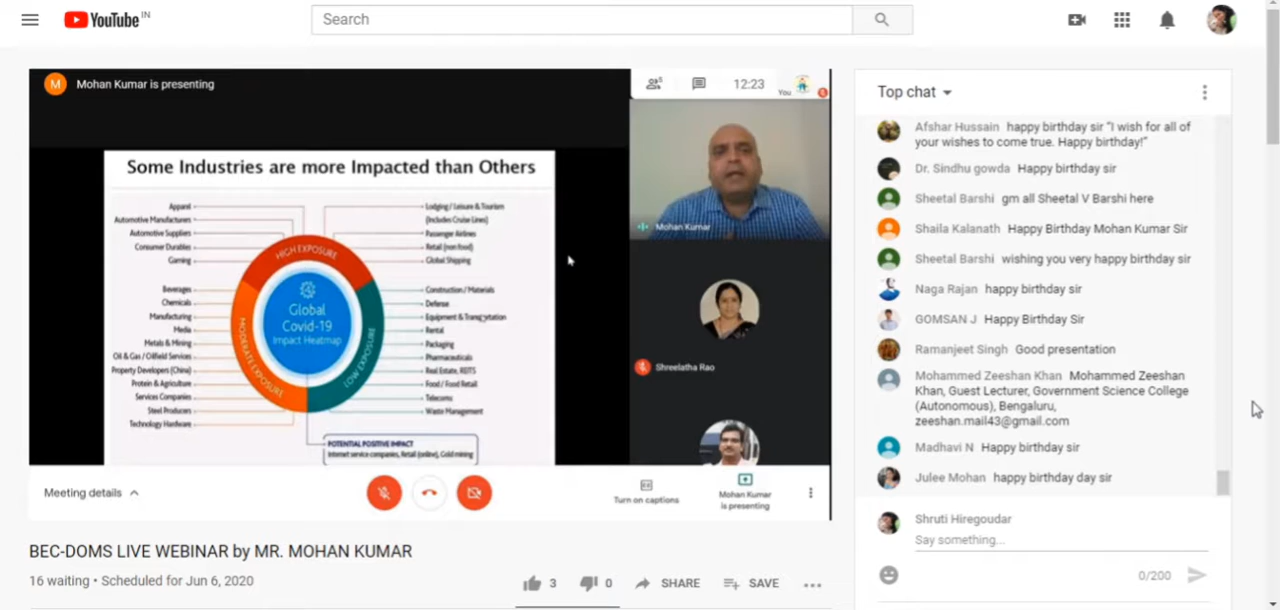 YouTube IN
Search
M Mohan Kumar is presenting
5
12:23
You
Some Industries are more Impacted than Others
Apparel
Automotive Manufacturers
Automotive Suppliers
Consumer Durables
Gaming
Beverages
Chemicals
Manufacturing
Media
Metals & Mining
Oil & Gas / Oilfield Services
Property Developers (China)
Protein & Agriculture
Services Companies
Steel Producers
Technology Hardware
HIGH EXPOSURE
MODERATE EXPOSURE
LOW EXPOSURE
Global
Covid-19
Impact Heatmap
Lodging / Leisure & Tourism
(Includes Cruise Lines)
Passenger Airlines
Retail (non food)
Global Shipping
Construction / Materials
Defense
Equipment & Transportation
Rental
Packaging
Pharmaceuticals
Real Estate, REITS
Food / Food Retail
Telecoms
Waste Management
POTENTIAL POSITIVE IMPACT
Internet service companies, Retail (online), Gold mining
Mohan Kumar
Shreelatha Rao
Meeting details
Turn on captions
Mohan Kumar
is presenting
BEC-DOMS LIVE WEBINAR by MR. MOHAN KUMAR
16 waiting • Scheduled for Jun 6, 2020
3
0
SHARE
SAVE
Top chat
Afshar Hussain happy birthday sir "I wish for all of
your wishes to come true. Happy birthday!"
Dr. Sindhu gowda Happy birthday sir
Sheetal Barshi gm all Sheetal V Barshi here
Shaila Kalanath Happy Birthday Mohan Kumar Sir
Sheetal Barshi wishing you very happy birthday sir
Naga Rajan happy birthday sir
GOMSAN J Happy Birthday Sir
Ramanjeet Singh Good presentation
Mohammed Zeeshan Khan Mohammed Zeeshan
Khan, Guest Lecturer, Government Science College
(Autonomous), Bengaluru,
zeeshan.mail43@gmail.com
Madhavi N Happy birthday sir
Julee Mohan happy birthday day sir
Shruti Hiregoudar
Say something...
0/200